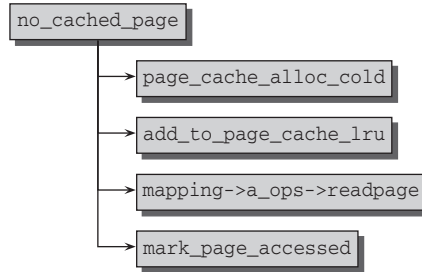 no_cached_page
page_cache_alloc_cold
add_to_page_cache_lru
mapping->a_ops->readpage
mark_page_accessed